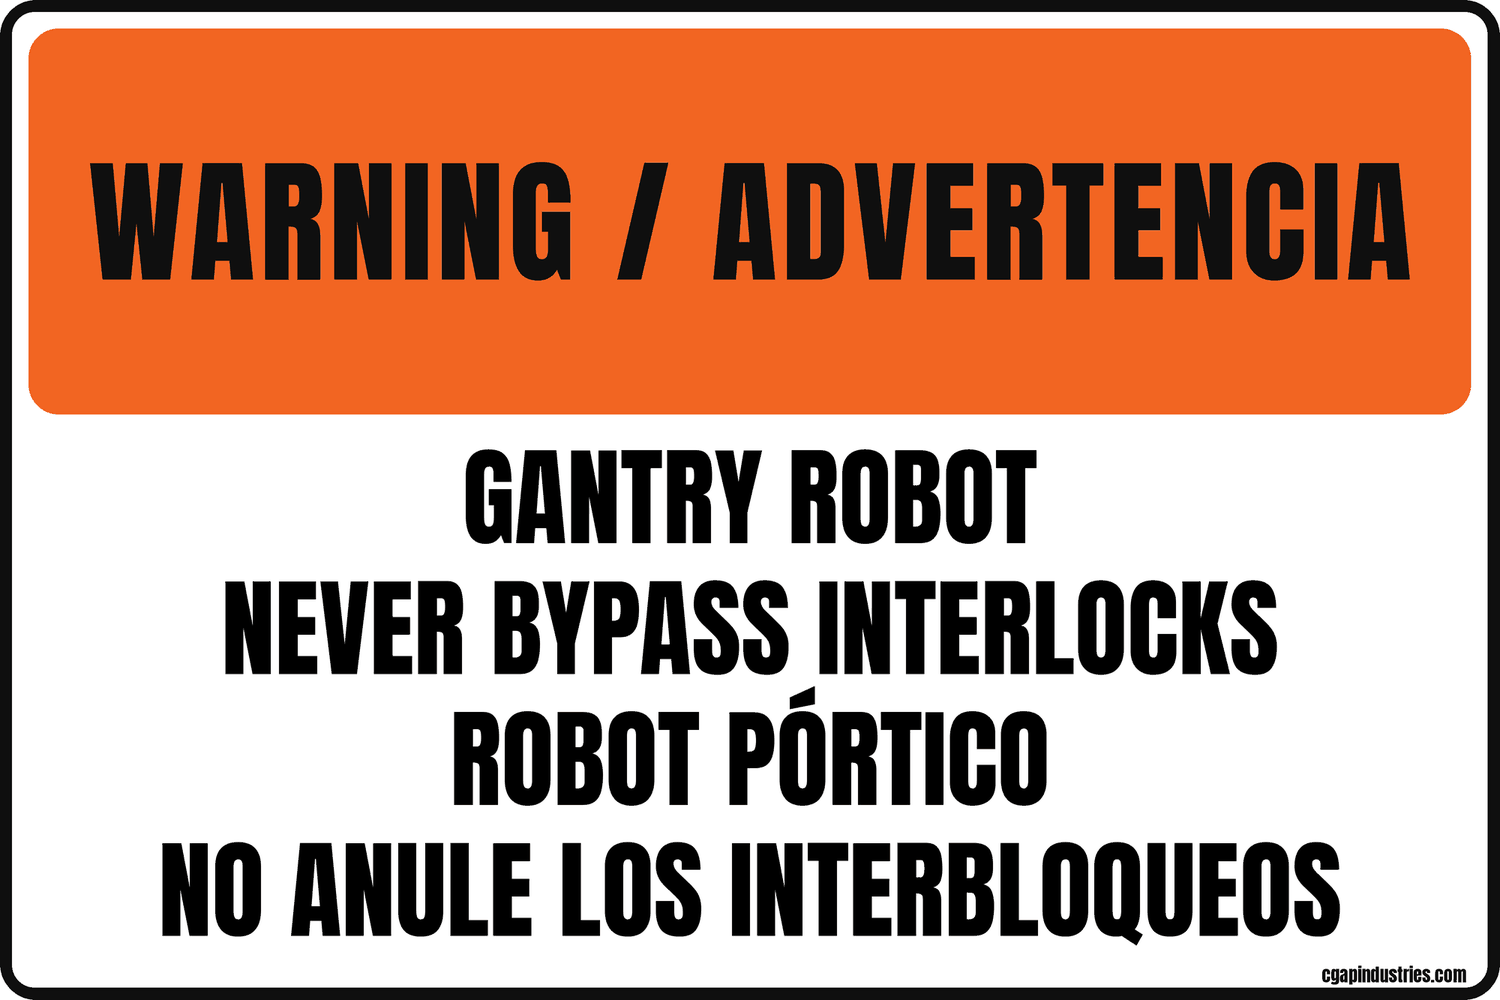 WARNING / ADVERTENCIA
GANTRY ROBOT
NEVER BYPASS INTERLOCKS
ROBOT PÓRTICO
NO ANULE LOS INTERBLOQUEOS
cgapindustries.com